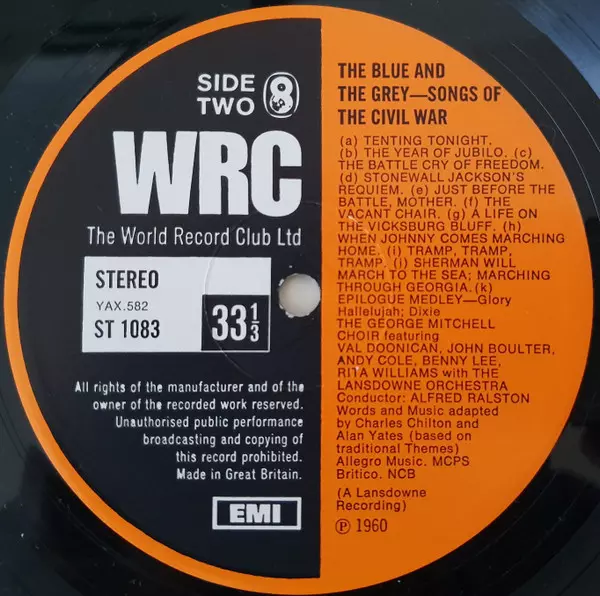 SIDE
TWO 8
WRC
The World Record Club Ltd
STEREO
YAX.582
ST 1083
33 1/3
All rights of the manufacturer and of the
owner of the recorded work reserved.
Unauthorised public performance
broadcasting and copying of
this record prohibited.
Made in Great Britain.
EMI
THE BLUE AND
THE GREY—SONGS OF
THE CIVIL WAR
(a) TENTING TONIGHT.
(b) THE YEAR OF JUBILO. (c)
THE BATTLE CRY OF FREEDOM.
(d) STONEWALL JACKSON'S
REQUIEM. (e) JUST BEFORE THE
BATTLE, MOTHER. (f) THE
VACANT CHAIR. (g) A LIFE ON
THE VICKSBURG BLUFF. (h)
WHEN JOHNNY COMES MARCHING
HOME. (i) TRAMP, TRAMP,
TRAMP. (j) SHERMAN WILL
MARCH TO THE SEA; MARCHING
THROUGH GEORGIA. (k)
EPILOGUE MEDLEY—Glory
Hallelujah; Dixie
THE GEORGE MITCHELL
CHOIR featuring
VAL DOONICAN, JOHN BOULTER,
ANDY COLE, BENNY LEE,
RITA WILLIAMS with THE
LANSDOWNE ORCHESTRA
Conductor: ALFRED RALSTON
Words and Music adapted
by Charles Chilton and
Alan Yates (based on
traditional Themes)
Allegro Music. MCPS
Britico. NCB
(A Lansdowne
Recording)
℗ 1960